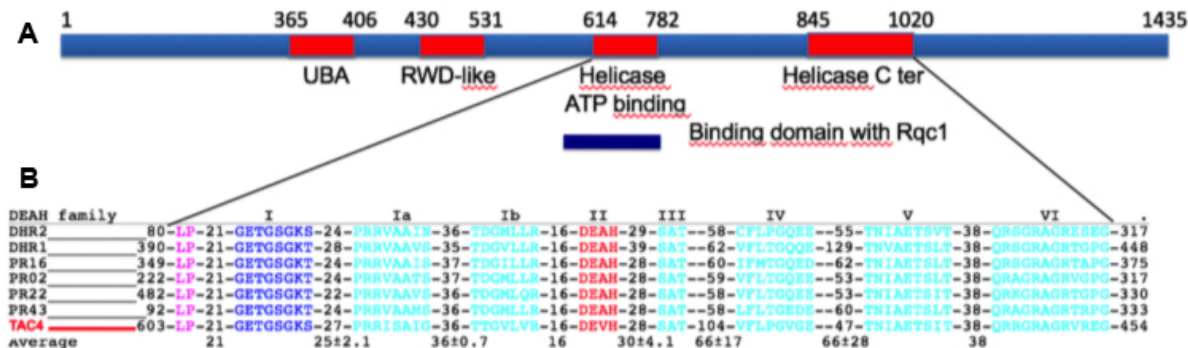 1 365 406 430 531 614 782 845 1020 1435
A
UBA RWD-like Helicase Helicase C ter
ATP binding
Binding domain with Rqc1
B
DEAH family I Ia Ib II III IV V VI .
DHR2 80-LP-21-GETGSGKS-24-PRRVAAIN-36-TDGMLLR-16-DEAH-29-SAT--58-CFLPGQEE--55-TNIAETSVT-38-QRSGRAGRESEG-317
DHR1 390-LP-21-GETGSGKT-28-PRRVAAVS-35-TDGVLLR-16-DEAH-39-SAT--60-VFLTGQQE-129-TNVAETSLT-38-QRSGRAGRTGPG-448
PR16 349-LP-21-GETGSGKT-24-PRRVAAVS-37-TDGILLR-16-DEAH-28-SAT--60-IFMTGQED--62-TNIAETSLT-38-QRSGRAGRTAPG-375
PR02 222-LP-21-GETGSGKT-24-PRRVAAVS-36-TDGMLLR-16-DEAH-28-SAT--58-VFLTGQEE--53-TNIAETSLT-38-QRAGRAGRVGPG-317
PR22 482-LP-21-GETGSGKT-22-PRRVAAVS-36-TDGMLQR-16-DEAH-28-SAT--58-VFLTGQEE--54-TNIAETSIT-38-QRKGRAGRTGPG-330
PR43 92-LP-21-GETGSGKT-24-PRRVAAMS-36-TDGMLLR-16-DEAH-28-SAT--58-LFLTGEDE--60-TNIAETSLT-38-QRAGRAGRTRPG-333
TAC4 603-LP-21-GETGSGKS-27-PRRISAIG-36-TTGVLVR-16-DEVH-28-SAT-104-VFLPGVGE--47-TNIAETSIT-38-QRRGRAGRVREG-454
Average 21 25±2.1 36±0.7 16 30±4.1 66±17 66±28 38